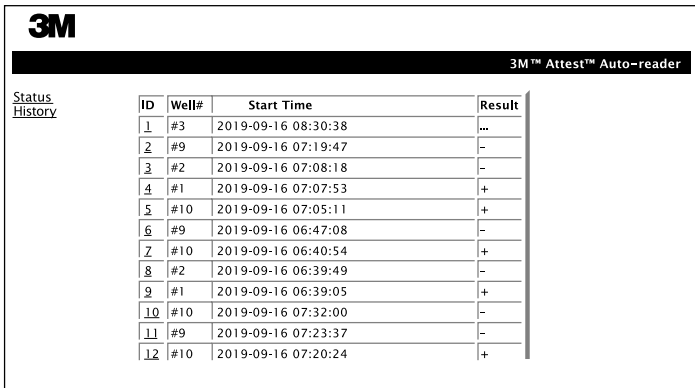 3M
3M™ Attest™ Auto-reader
Status
History
ID Well# Start Time Result
1 #3 2019-09-16 08:30:38 ...
2 #9 2019-09-16 07:19:47 -
3 #2 2019-09-16 07:08:18 -
4 #1 2019-09-16 07:07:53 +
5 #10 2019-09-16 07:05:11 +
6 #9 2019-09-16 06:47:08 -
7 #10 2019-09-16 06:40:54 +
8 #2 2019-09-16 06:39:49 -
9 #1 2019-09-16 06:39:05 +
10 #10 2019-09-16 07:32:00 -
11 #9 2019-09-16 07:23:37 -
12 #10 2019-09-16 07:20:24 +